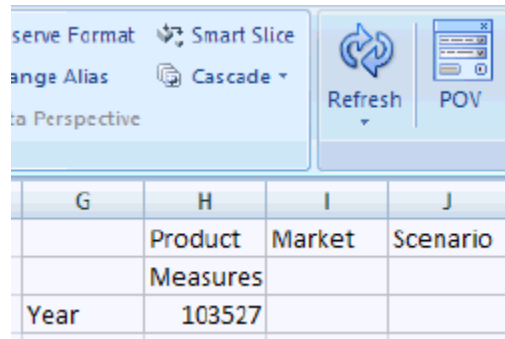 serve Format Smart Slice
ange Alias Cascade
ta Perspective
Refresh POV
G H I J
Product Market Scenario
Measures
Year 103527